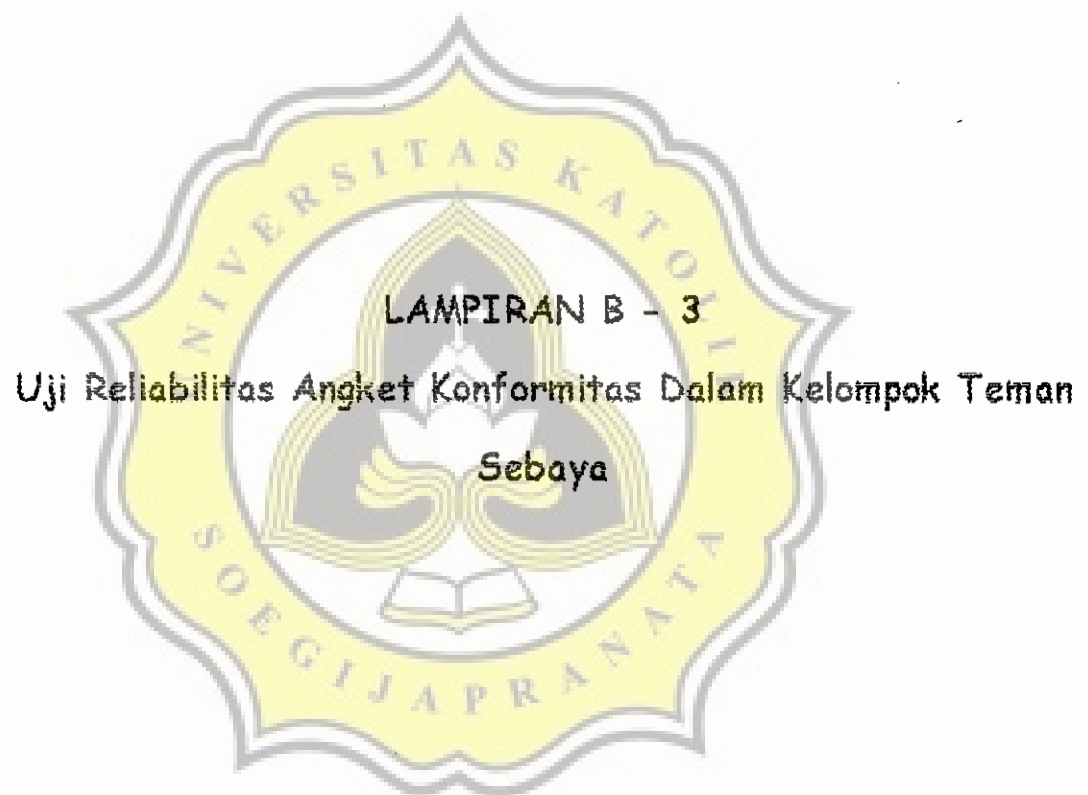 UNIVERSITAS KATOLIK
LAMPIRAN B - 3
Uji Reliabilitas Angket Konformitas Dalam Kelompok Teman
Sebaya
SOEGIJAPRANATA